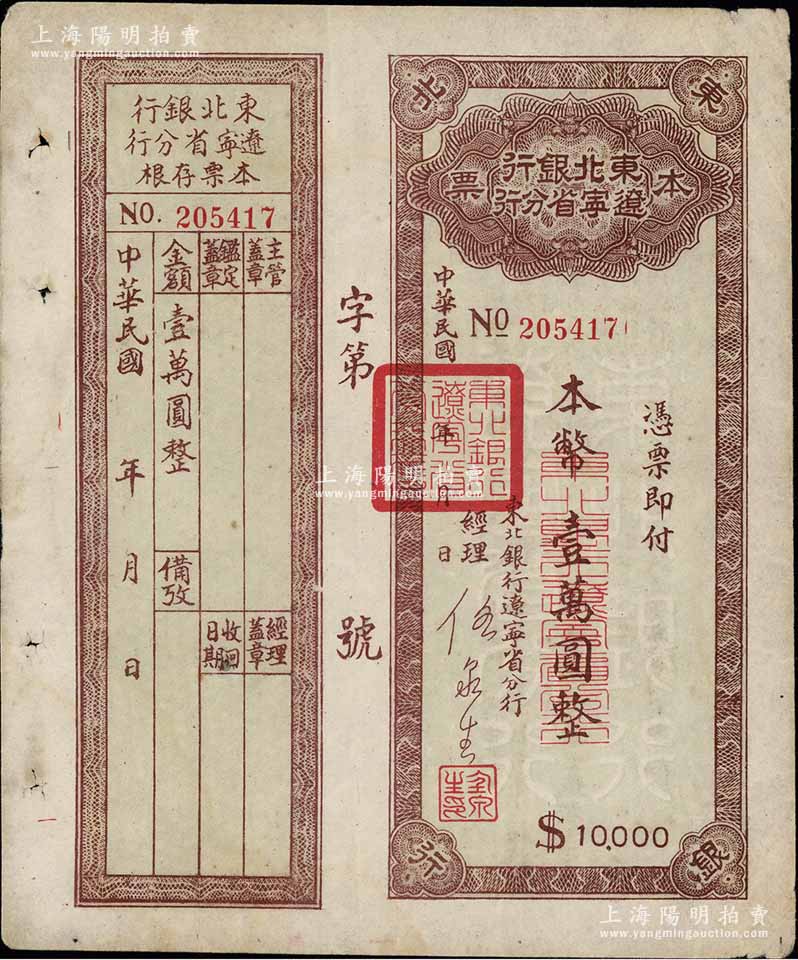 上海陽明拍賣
www.yangmingauction.com
東北銀行
遼寧省分行
本票存根
NO. 205417
主管蓋章
鑑定蓋章
金額
壹萬圓整
備攷
經理蓋章
收回日期
中華民國 年 月 日
字第 號
東
北
銀
行
本
票
東北銀行
遼寧省分行
NO 205417
憑票即付
本幣壹萬圓整
東北銀行遼寧省分行
經理
中華民國 年 月 日
$10,000
上海陽明拍賣
www.yangmingauction.com
上海陽明拍賣
www.yangmingauction.com